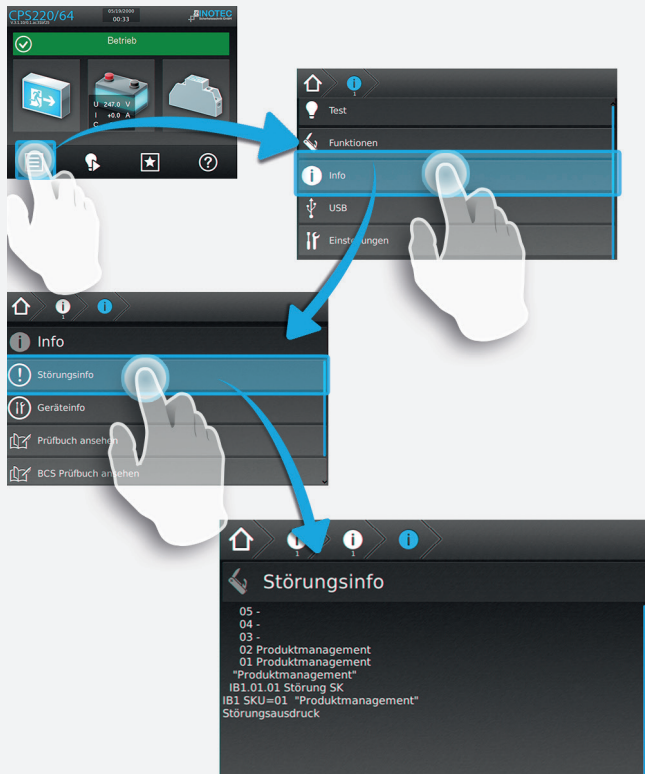 CPS220/64
05/19/2000
00:33
INOTEC
Betrieb
U 247.0 V
I +0.0 A
C
1
Test
Funktionen
Info
USB
Einstellungen
1
Info
Störungsinfo
Geräteinfo
Prüfbuch ansehen
BCS Prüfbuch ansehen
1
1
Störungsinfo
05 -
04 -
03 -
02 Produktmanagement
01 Produktmanagement
"Produktmanagement"
IB1.01.01 Störung SK
IB1 SKU=01 "Produktmanagement"
Störungsausdruck